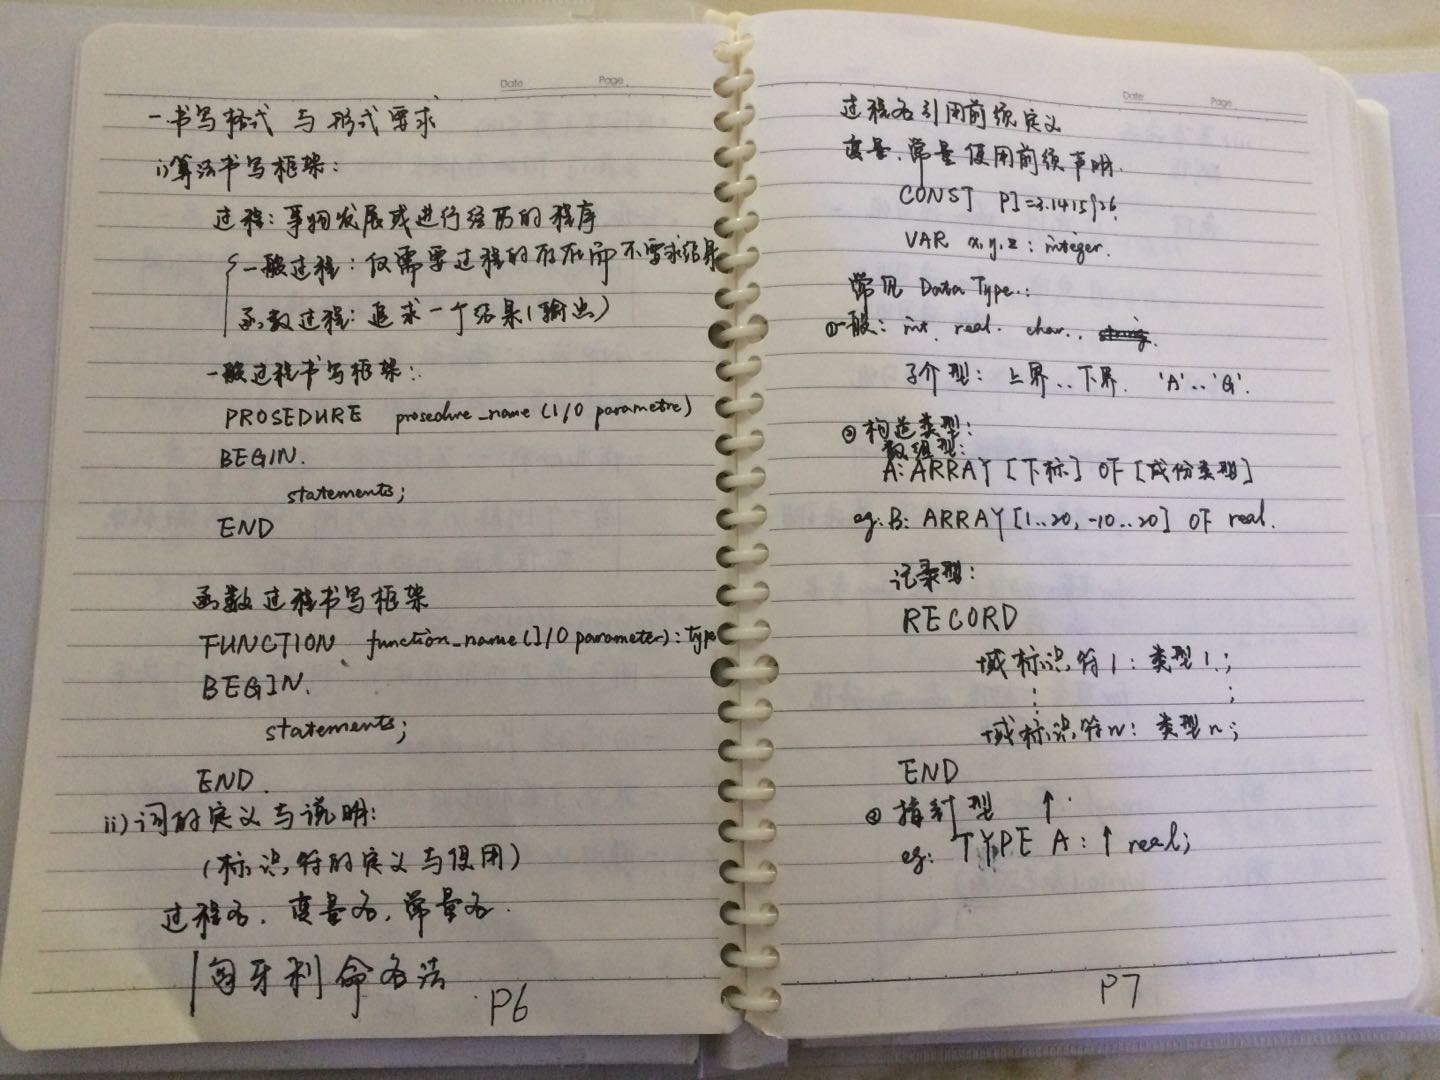 Date Page
一.书写格式 与 形式要求
i)算法书写框架:
过程: 事物发展或进行经历的程序
一般过程: 仅需要过程的存在而不要求结果
函数过程: 追求一个结果(输出)
一般过程书写框架:
PROSEDURE prosedure_name (I/O parametre)
BEGIN.
statements;
END
函数过程书写框架
FUNCTION function_name (I/O parameter): type
BEGIN.
statements;
END.
ii) 词的定义与说明:
(标识符的定义与使用)
过程名. 变量名, 常量名.
匈牙利命名法
P6
Date Page
过程名引用前须定义
变量、常量使用前须声明.
CONST PI=3.1415926.
VAR x,y,z: integer.
常见 Data Type:
①一般: int. real. char.
子介型: 上界..下界. 'A'..'G'.
②构造类型:
数组型:
A: ARRAY [下标] OF [成份类型]
eg: B: ARRAY [1..20, -10..20] OF real.
记录型:
RECORD
域标识符1: 类型1;
⋮ ;
域标识符n: 类型n;
END
指针型 ↑.
eg: TYPE A: ↑ real;
P7